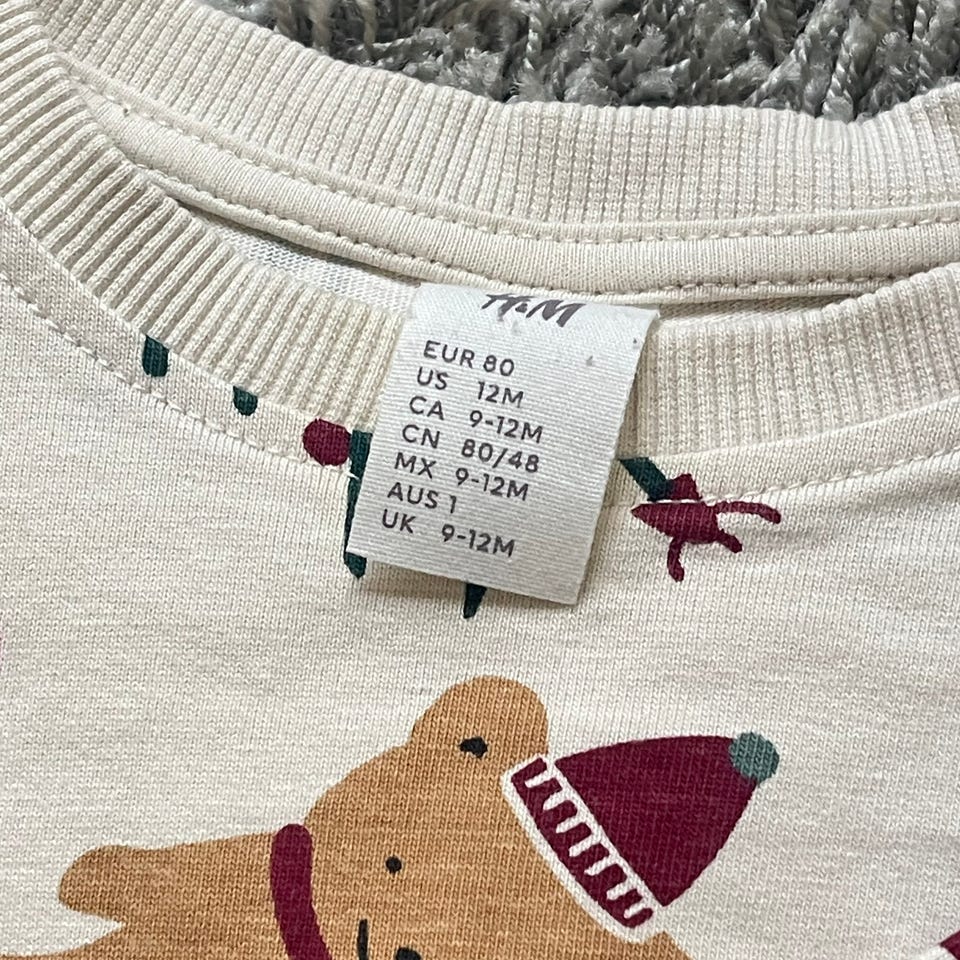 H&M
EUR 80
US 12M
CA 9-12M
CN 80/48
MX 9-12M
AUS 1
UK 9-12M